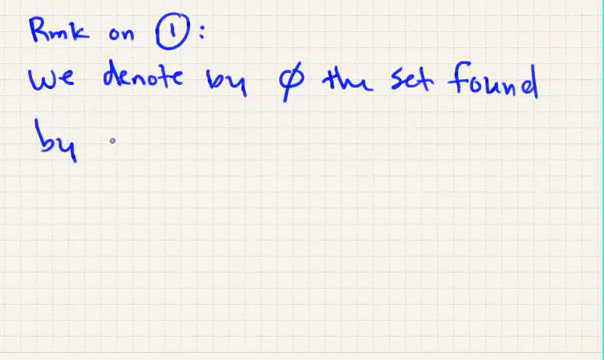 Rmk on ①:
We denote by ∅ the set found
by